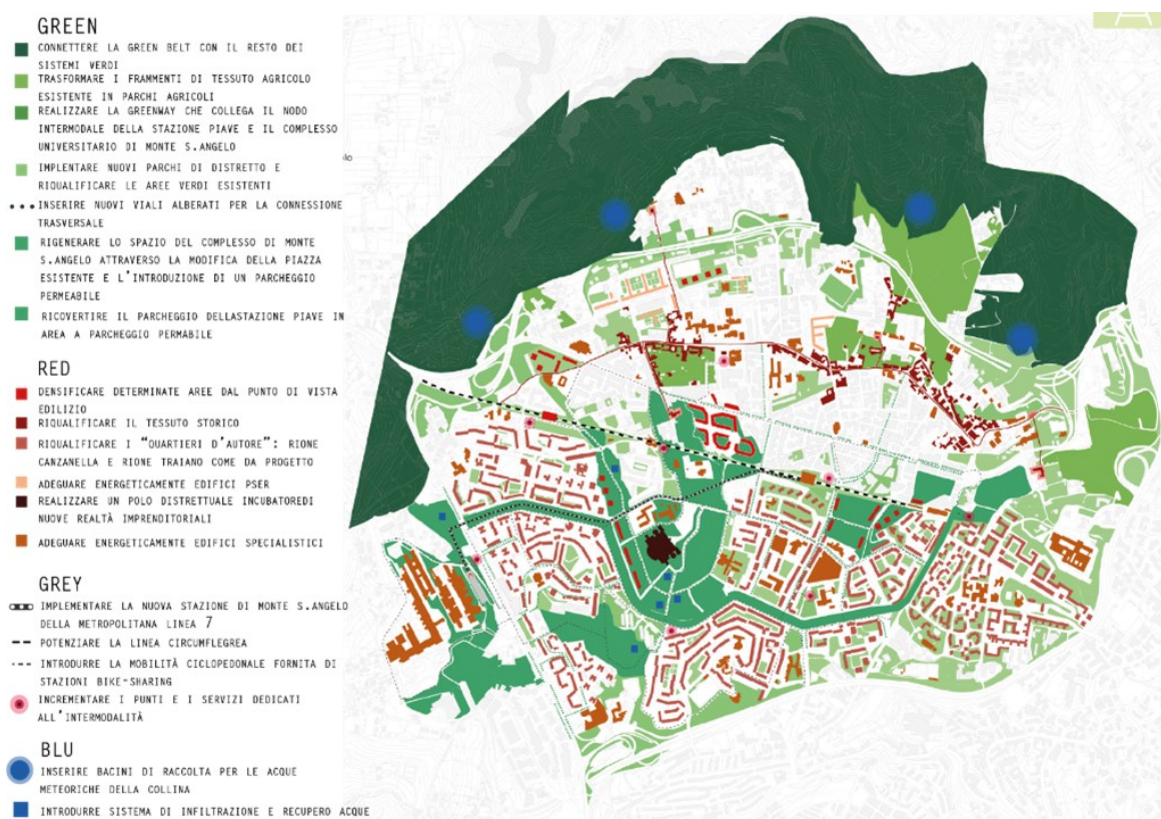 GREEN
CONNETTERE LA GREEN BELT CON IL RESTO DEI
SISTEMI VERDI
TRASFORMARE I FRAMMENTI DI TESSUTO AGRICOLO
ESISTENTE IN PARCHI AGRICOLI
REALIZZARE LA GREENWAY CHE COLLEGA IL NODO
INTERMODALE DELLA STAZIONE PIAVE E IL COMPLESSO
UNIVERSITARIO DI MONTE S.ANGELO
IMPLENTARE NUOVI PARCHI DI DISTRETTO E
RIQUALIFICARE LE AREE VERDI ESISTENTI
INSERIRE NUOVI VIALI ALBERATI PER LA CONNESSIONE
TRASVERSALE
RIGENERARE LO SPAZIO DEL COMPLESSO DI MONTE
S.ANGELO ATTRAVERSO LA MODIFICA DELLA PIAZZA
ESISTENTE E L'INTRODUZIONE DI UN PARCHEGGIO
PERMEABILE
RICOVERTIRE IL PARCHEGGIO DELLASTAZIONE PIAVE IN
AREA A PARCHEGGIO PERMABILE
RED
DENSIFICARE DETERMINATE AREE DAL PUNTO DI VISTA
EDILIZIO
RIQUALIFICARE IL TESSUTO STORICO
RIQUALIFICARE I "QUARTIERI D'AUTORE": RIONE
CANZANELLA E RIONE TRAIANO COME DA PROGETTO
ADEGUARE ENERGETICAMENTE EDIFICI PSER
REALIZZARE UN POLO DISTRETTUALE INCUBATOREDI
NUOVE REALTÀ IMPRENDITORIALI
ADEGUARE ENERGETICAMENTE EDIFICI SPECIALISTICI
GREY
IMPLEMENTARE LA NUOVA STAZIONE DI MONTE S.ANGELO
DELLA METROPOLITANA LINEA 7
POTENZIARE LA LINEA CIRCUMFLEGREA
INTRODURRE LA MOBILITÀ CICLOPEDONALE FORNITA DI
STAZIONI BIKE-SHARING
INCREMENTARE I PUNTI E I SERVIZI DEDICATI
ALL'INTERMODALITÀ
BLU
INSERIRE BACINI DI RACCOLTA PER LE ACQUE
METEORICHE DELLA COLLINA
INTRODURRE SISTEMA DI INFILTRAZIONE E RECUPERO ACQUE